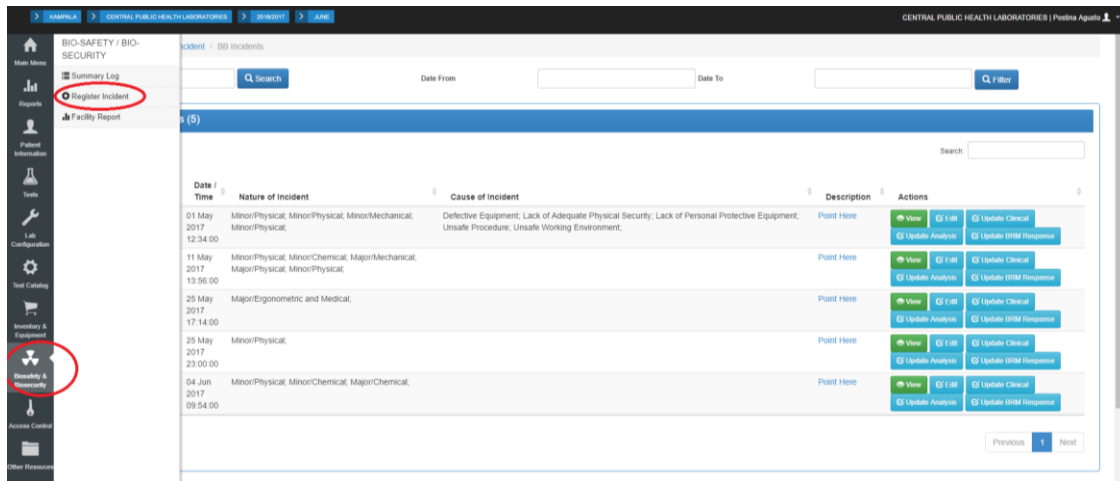 KAMPALA CENTRAL PUBLIC HEALTH LABORATORIES 2016/2017 JUNE
CENTRAL PUBLIC HEALTH LABORATORIES | Postina Agusto
Main Menu
Reports
Patient
Information
Tests
Lab
Configuration
Test Catalog
Inventory &
Equipment
Biosafety &
Biosecurity
Access Control
Other Resouces
BIO-SAFETY / BIO-
SECURITY
Summary Log
Register Incident
Facility Report
ncident / BB Incidents
Search Date From Date To Filter
s (5)
Search:
Date /
Time Nature of Incident Cause of Incident Description Actions
01 May Minor/Physical; Minor/Physical; Minor/Mechanical; Defective Equipment; Lack of Adequate Physical Security; Lack of Personal Protective Equipment; Point Here View Edit Update Clinical
2017 Minor/Physical; Unsafe Procedure; Unsafe Working Environment;
12:34:00 Update Analysis Update BRM Response
11 May Minor/Physical; Minor/Chemical; Major/Mechanical; Point Here View Edit Update Clinical
2017 Major/Physical; Minor/Physical;
13:56:00 Update Analysis Update BRM Response
25 May Major/Ergonometric and Medical; Point Here View Edit Update Clinical
2017
17:14:00 Update Analysis Update BRM Response
25 May Minor/Physical; Point Here View Edit Update Clinical
2017
23:00:00 Update Analysis Update BRM Response
04 Jun Minor/Physical; Minor/Chemical; Major/Chemical; Point Here View Edit Update Clinical
2017
09:54:00 Update Analysis Update BRM Response
Previous 1 Next